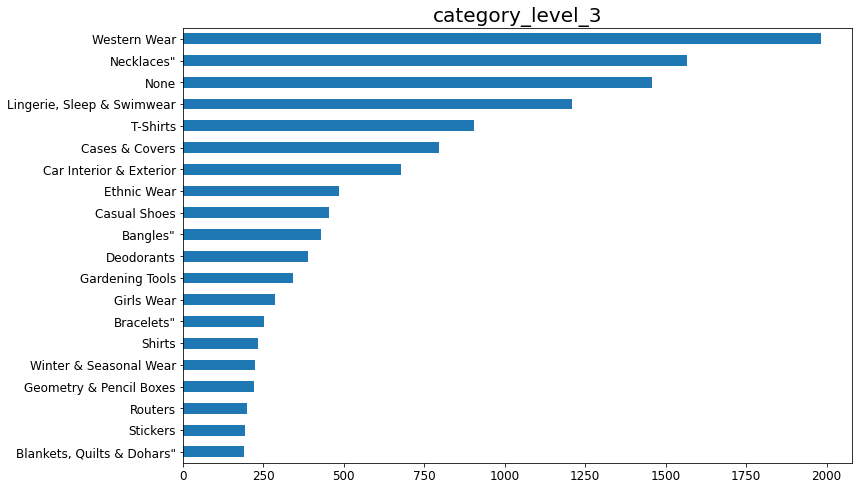 category_level_3
Western Wear
Necklaces"
None
Lingerie, Sleep & Swimwear
T-Shirts
Cases & Covers
Car Interior & Exterior
Ethnic Wear
Casual Shoes
Bangles"
Deodorants
Gardening Tools
Girls Wear
Bracelets"
Shirts
Winter & Seasonal Wear
Geometry & Pencil Boxes
Routers
Stickers
Blankets, Quilts & Dohars"
0 250 500 750 1000 1250 1500 1750 2000